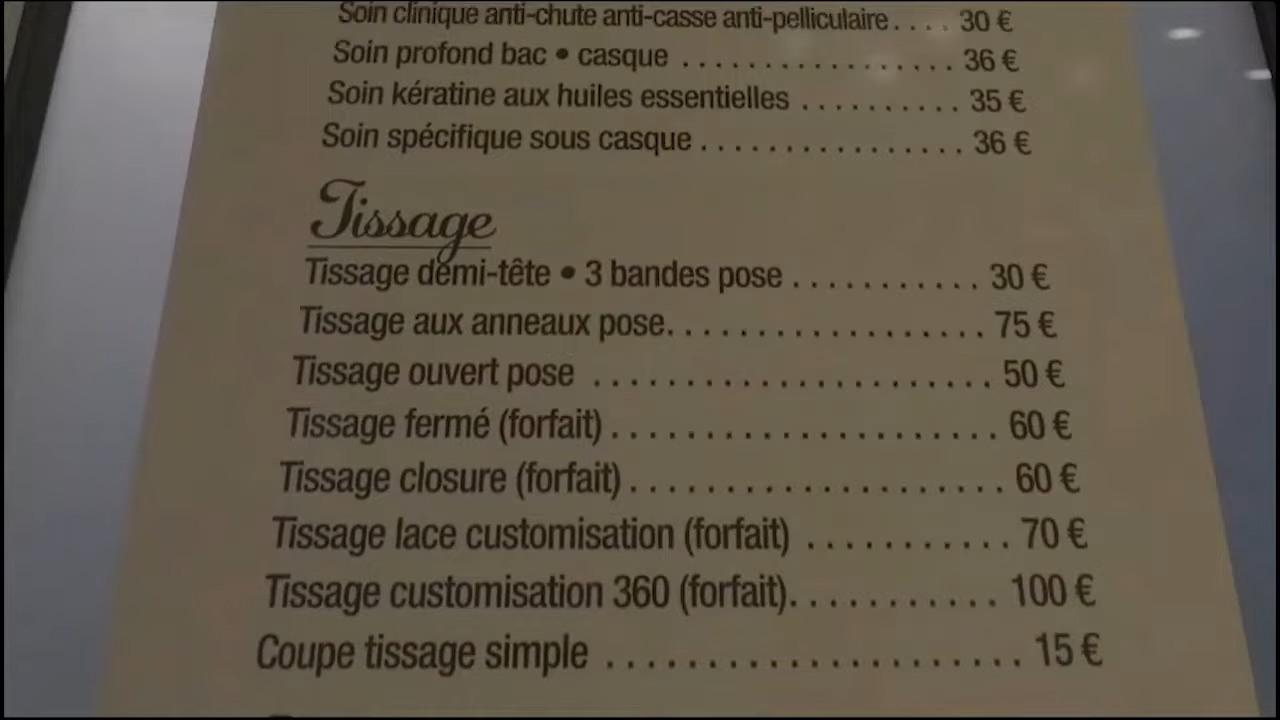 Soin clinique anti-chute anti-casse anti-pelliculaire.... 30 €
Soin profond bac • casque ................ 36 €
Soin kératine aux huiles essentielles .......... 35 €
Soin spécifique sous casque ................ 36 €
Tissage
Tissage demi-tête • 3 bandes pose ........... 30 €
Tissage aux anneaux pose.................. 75 €
Tissage ouvert pose ...................... 50 €
Tissage fermé (forfait) ..................... 60 €
Tissage closure (forfait) .................... 60 €
Tissage lace customisation (forfait) ........... 70 €
Tissage customisation 360 (forfait)............ 100 €
Coupe tissage simple ....................... 15 €